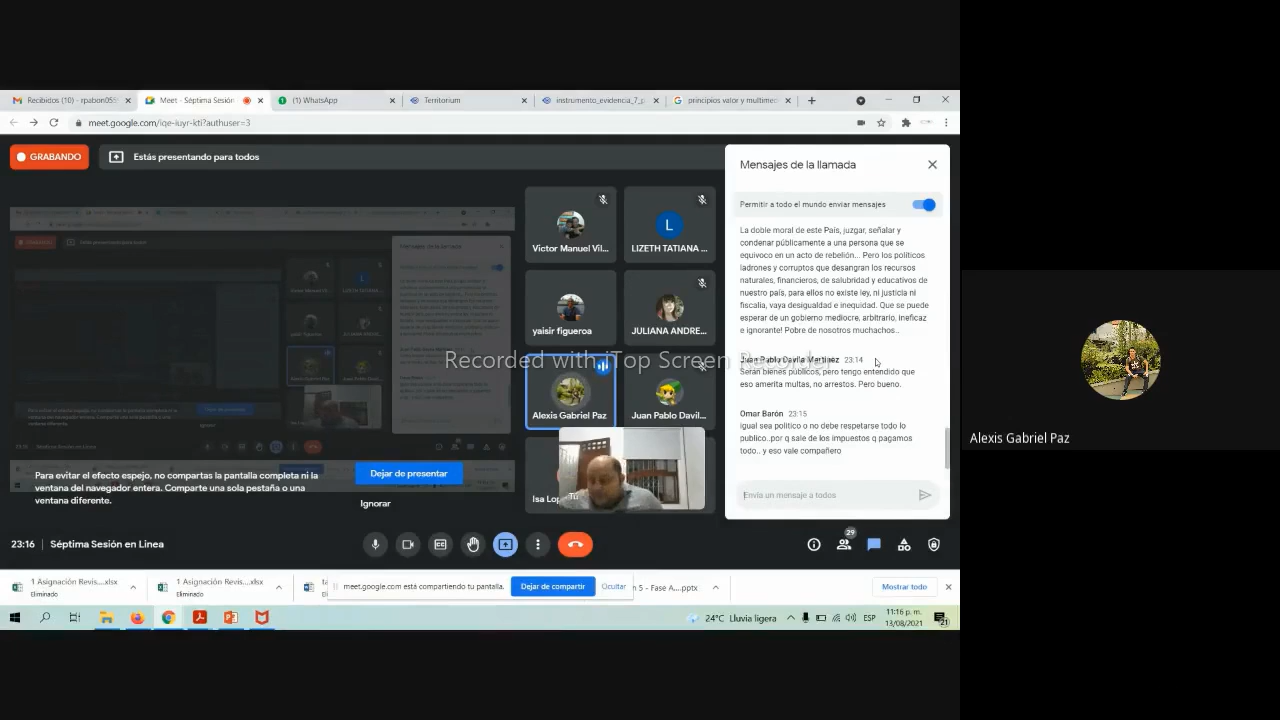 Recibidos (10) - rpabon055
Meet - Séptima Sesión
(1) WhatsApp
Territorium
instrumento_evidencia_7_p
principios valor y multimed
meet.google.com/iqe-iuyr-kti?authuser=3
GRABANDO
Estás presentando para todos
Mensajes de la llamada
Permitir a todo el mundo enviar mensajes
La doble moral de este País, juzgar, señalar y
condenar públicamente a una persona que se
equivoco en un acto de rebelión... Pero los políticos
ladrones y corruptos que desangran los recursos
naturales, financieros, de salubridad y educativos de
nuestro país, para ellos no existe ley, ni justicia ni
fiscalia, vaya desigualdad e inequidad. Que se puede
esperar de un gobierno mediocre, arbitrario, ineficaz
e ignorante! Pobre de nosotros muchachos..
Juan Pablo Davila Martinez 23:14
Serán bienes públicos, pero tengo entendido que
eso amerita multas, no arrestos. Pero bueno.
Omar Barón 23:15
igual sea politico o no debe respetarse todo lo
publico..por q sale de los impuestos q pagamos
todo.. y eso vale compañero
Envía un mensaje a todos
Victor Manuel Vil...
LIZETH TATIANA ...
L
yaisir figueroa
JULIANA ANDRE...
Recorded with iTop Screen Recorder
Alexis Gabriel Paz
Juan Pablo Davil...
Isa Lop
Tú
Para evitar el efecto espejo, no compartas la pantalla completa ni la
ventana del navegador entera. Comparte una sola pestaña o una
ventana diferente.
Dejar de presentar
Ignorar
23:16 Séptima Sesión en Linea
29
1 Asignación Revis....xlsx
Eliminado
1 Asignación Revis....xlsx
Eliminado
meet.google.com está compartiendo tu pantalla.
Dejar de compartir
Ocultar
n 5 - Fase A....pptx
Mostrar todo
24°C Lluvia ligera
ESP
11:16 p. m.
13/08/2021
21
Alexis Gabriel Paz